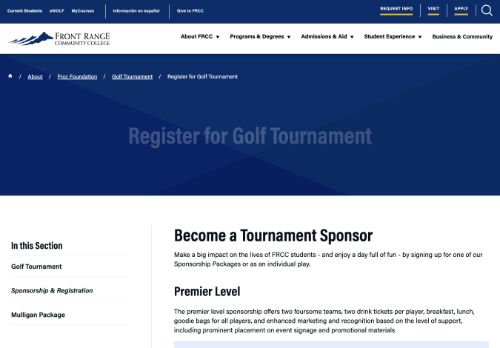 Current Students eWOLF MyCourses Información en español Give to FRCC REQUEST INFO VISIT APPLY
FRONT RANGE
COMMUNITY COLLEGE
About FRCC Programs & Degrees Admissions & Aid Student Experience Business & Community
/ About / Frcc Foundation / Golf Tournament / Register for Golf Tournament
Register for Golf Tournament
In this Section
Golf Tournament
Sponsorship & Registration
Mulligan Package
Become a Tournament Sponsor
Make a big impact on the lives of FRCC students - and enjoy a day full of fun - by signing up for one of our
Sponsorship Packages or as an individual play.
Premier Level
The premier level sponsorship offers two foursome teams, two drink tickets per player, breakfast, lunch,
goodie bags for all players, and enhanced marketing and recognition based on the level of support,
including prominent placement on event signage and promotional materials